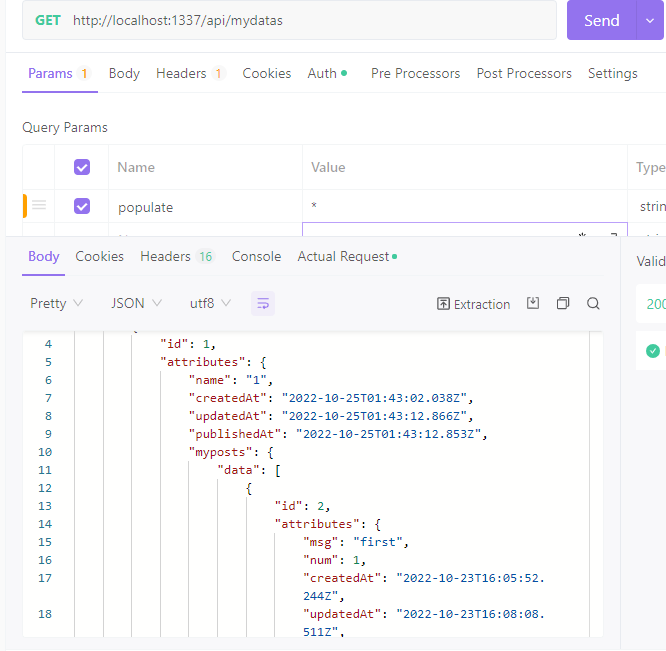 GET http://localhost:1337/api/mydatas Send
Params 1 Body Headers 1 Cookies Auth Pre Processors Post Processors Settings
Query Params
Name Value Type
populate * strin
Body Cookies Headers 16 Console Actual Request
Valid
Pretty JSON utf8 Extraction
200
4 "id": 1,
5 "attributes": {
6 "name": "1",
7 "createdAt": "2022-10-25T01:43:02.038Z",
8 "updatedAt": "2022-10-25T01:43:12.866Z",
9 "publishedAt": "2022-10-25T01:43:12.853Z",
10 "myposts": {
11 "data": [
12 {
13 "id": 2,
14 "attributes": {
15 "msg": "first",
16 "num": 1,
17 "createdAt": "2022-10-23T16:05:52.
244Z",
18 "updatedAt": "2022-10-23T16:08:08.
511Z",